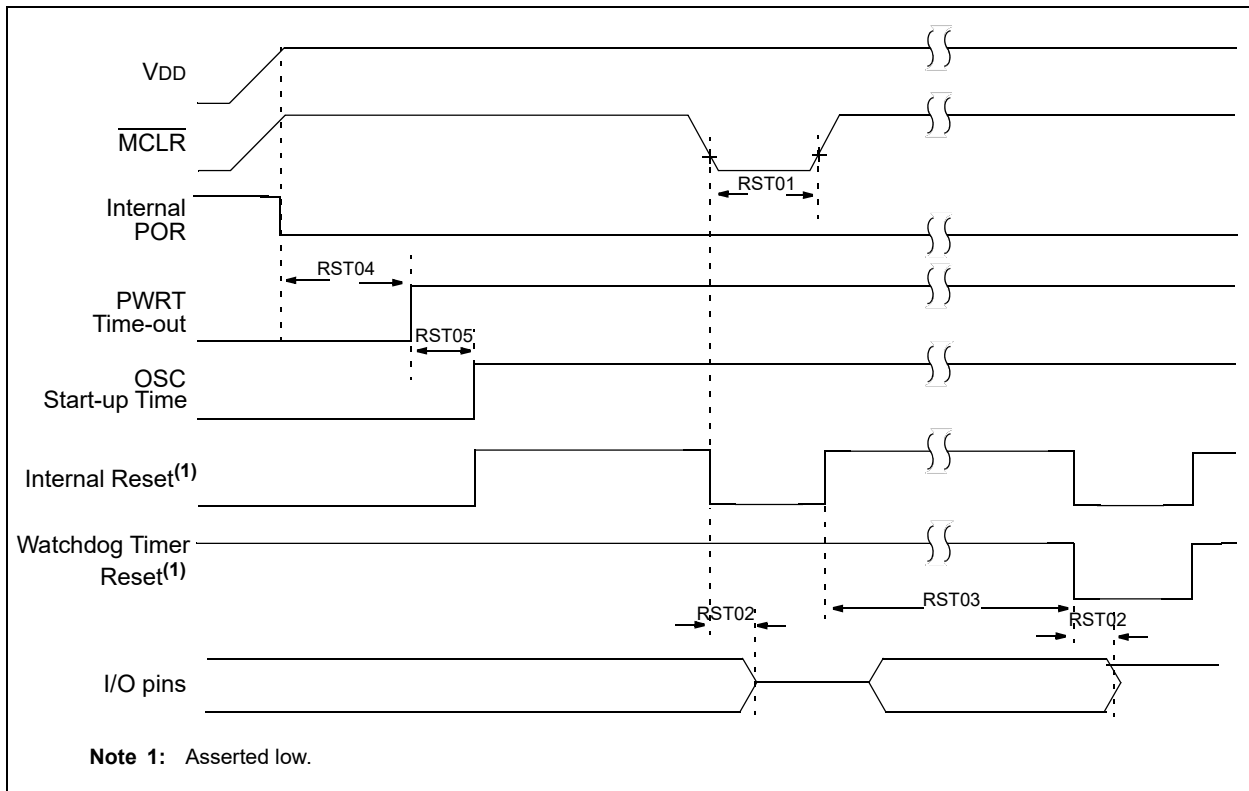 VDD
MCLR
RST01
Internal
POR
RST04
PWRT
Time-out
RST05
OSC
Start-up Time
Internal Reset(1)
Watchdog Timer
Reset(1)
RST03
RST02
RST02
I/O pins
Note 1: Asserted low.